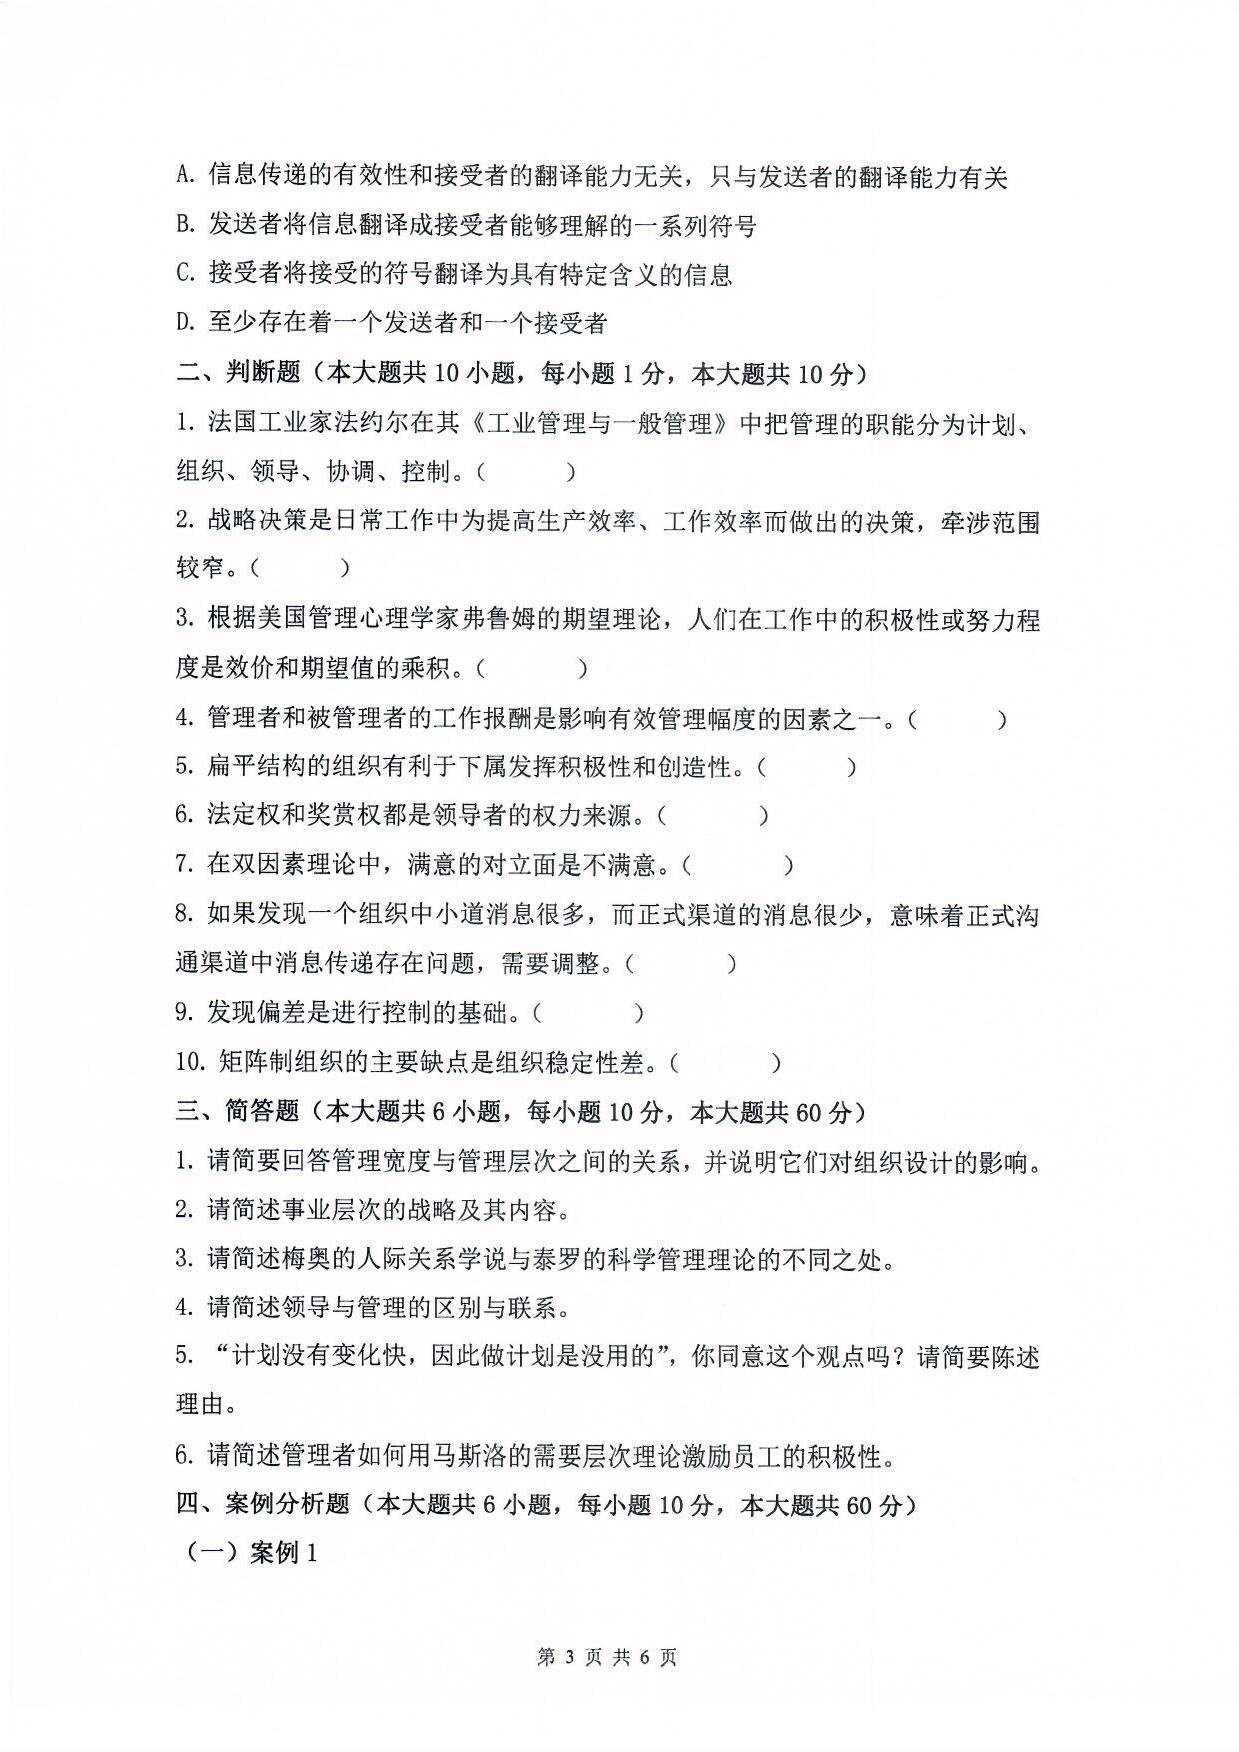 A. 信息传递的有效性和接受者的翻译能力无关，只与发送者的翻译能力有关
B. 发送者将信息翻译成接受者能够理解的一系列符号
C. 接受者将接受的符号翻译为具有特定含义的信息
D. 至少存在着一个发送者和一个接受者
二、判断题（本大题共 10 小题，每小题 1 分，本大题共 10 分）
1. 法国工业家法约尔在其《工业管理与一般管理》中把管理的职能分为计划、
组织、领导、协调、控制。（ ）
2. 战略决策是日常工作中为提高生产效率、工作效率而做出的决策，牵涉范围
较窄。（ ）
3. 根据美国管理心理学家弗鲁姆的期望理论，人们在工作中的积极性或努力程
度是效价和期望值的乘积。（ ）
4. 管理者和被管理者的工作报酬是影响有效管理幅度的因素之一。（ ）
5. 扁平结构的组织有利于下属发挥积极性和创造性。（ ）
6. 法定权和奖赏权都是领导者的权力来源。（ ）
7. 在双因素理论中，满意的对立面是不满意。（ ）
8. 如果发现一个组织中小道消息很多，而正式渠道的消息很少，意味着正式沟
通渠道中消息传递存在问题，需要调整。（ ）
9. 发现偏差是进行控制的基础。（ ）
10. 矩阵制组织的主要缺点是组织稳定性差。（ ）
三、简答题（本大题共 6 小题，每小题 10 分，本大题共 60 分）
1. 请简要回答管理宽度与管理层次之间的关系，并说明它们对组织设计的影响。
2. 请简述事业层次的战略及其内容。
3. 请简述梅奥的人际关系学说与泰罗的科学管理理论的不同之处。
4. 请简述领导与管理的区别与联系。
5. “计划没有变化快，因此做计划是没用的”，你同意这个观点吗？请简要陈述
理由。
6. 请简述管理者如何用马斯洛的需要层次理论激励员工的积极性。
四、案例分析题（本大题共 6 小题，每小题 10 分，本大题共 60 分）
（一）案例 1
第 3 页 共 6 页